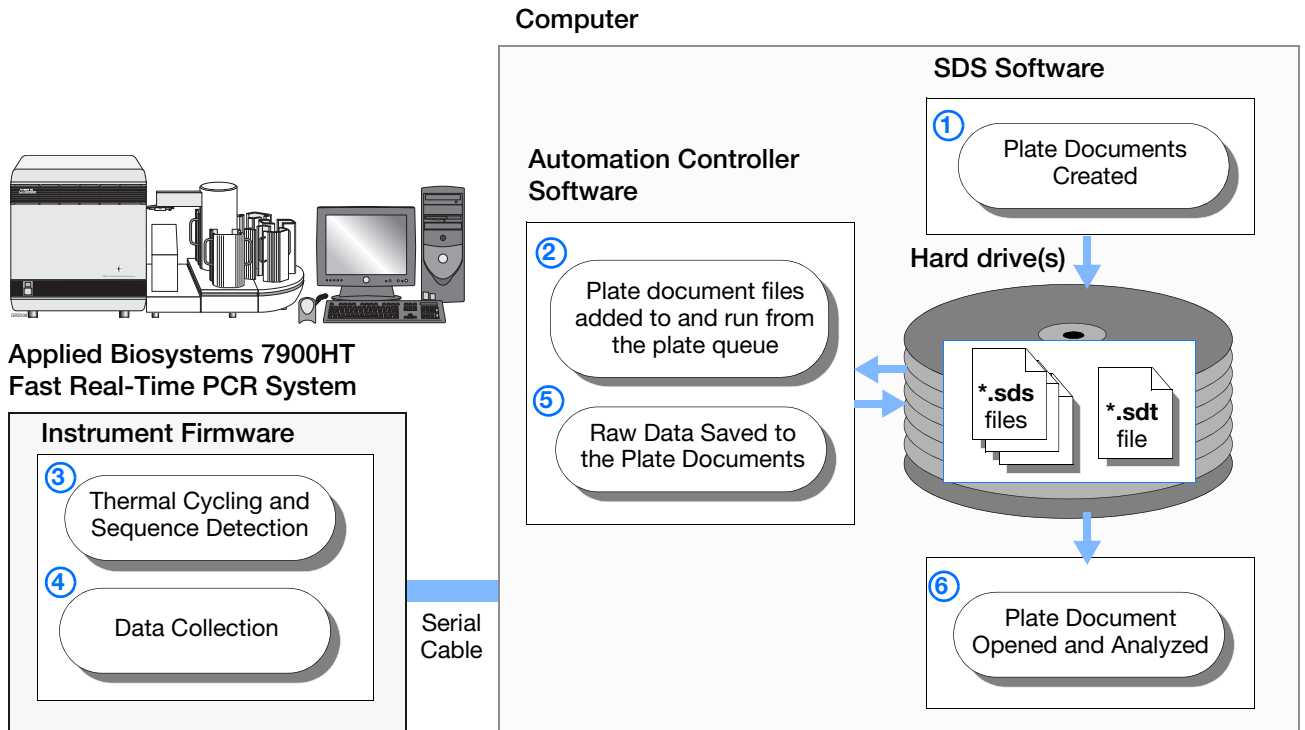 Computer
SDS Software
1
Plate Documents
Created
Automation Controller
Software
2
Plate document files
added to and run from
the plate queue
5
Raw Data Saved to
the Plate Documents
Hard drive(s)
*.sds
files
*.sdt
file
6
Plate Document
Opened and Analyzed
Applied Biosystems 7900HT
Fast Real-Time PCR System
Instrument Firmware
3
Thermal Cycling and
Sequence Detection
4
Data Collection
Serial
Cable